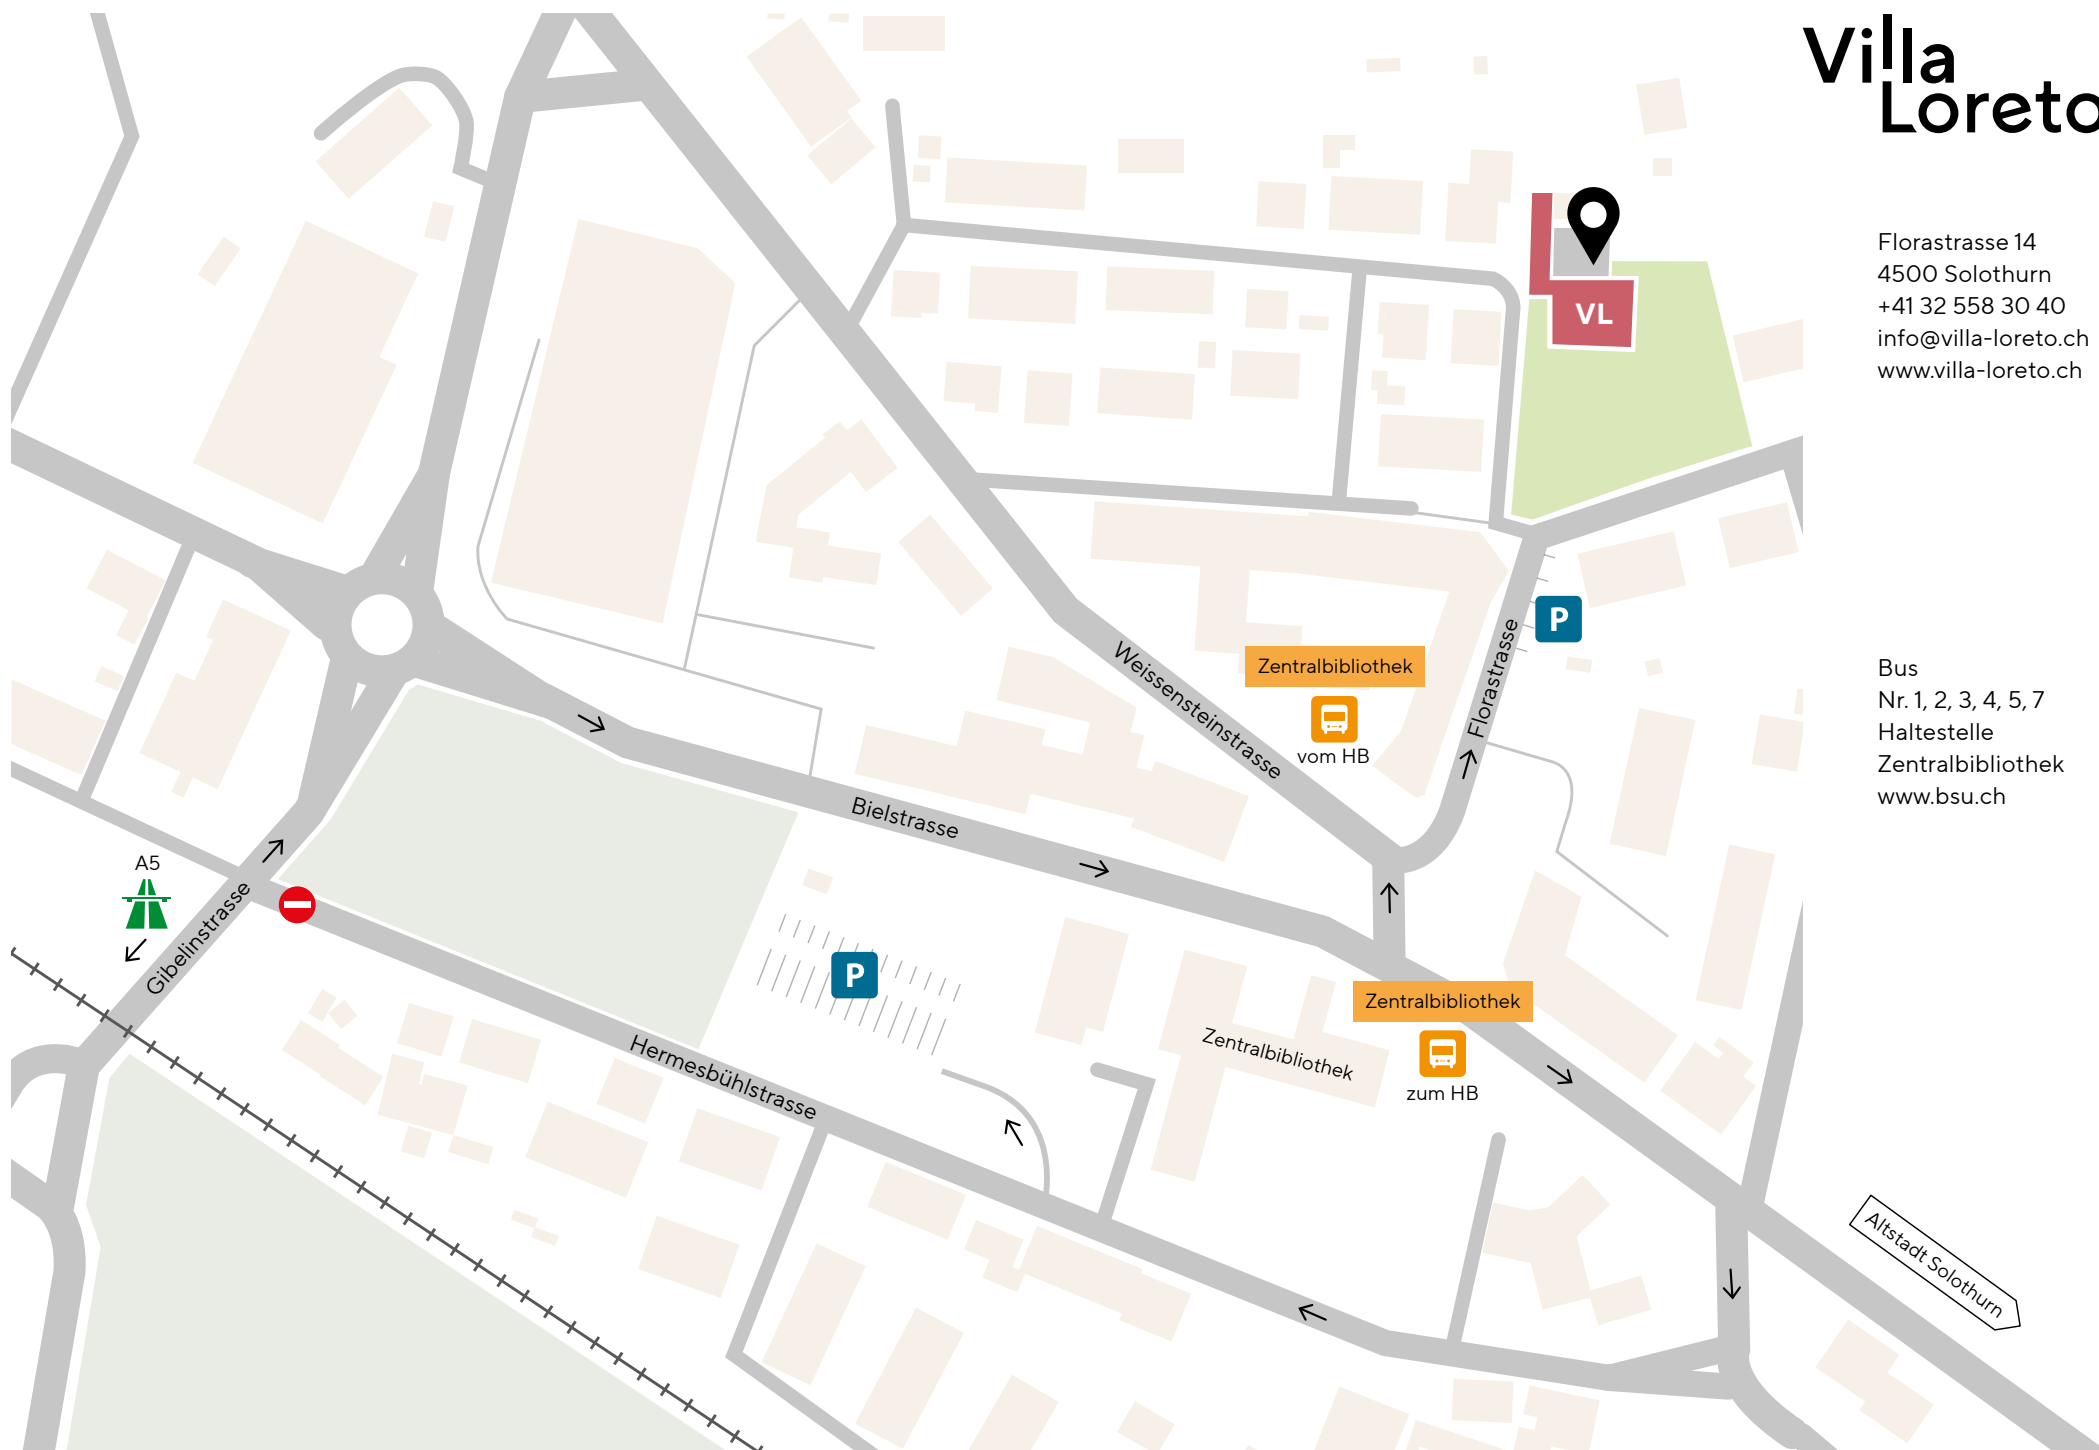 Villa
Loreto
Florastrasse 14
4500 Solothurn
+41 32 558 30 40
info@villa-loreto.ch
www.villa-loreto.ch
VL
P
Zentralbibliothek
vom HB
Weissensteinstrasse
Florastrasse
Bus
Nr. 1, 2, 3, 4, 5, 7
Haltestelle
Zentralbibliothek
www.bsu.ch
Bielstrasse
A5
Gibelinstrasse
P
Zentralbibliothek
zum HB
Zentralbibliothek
Hermesbühlstrasse
Altstadt Solothurn